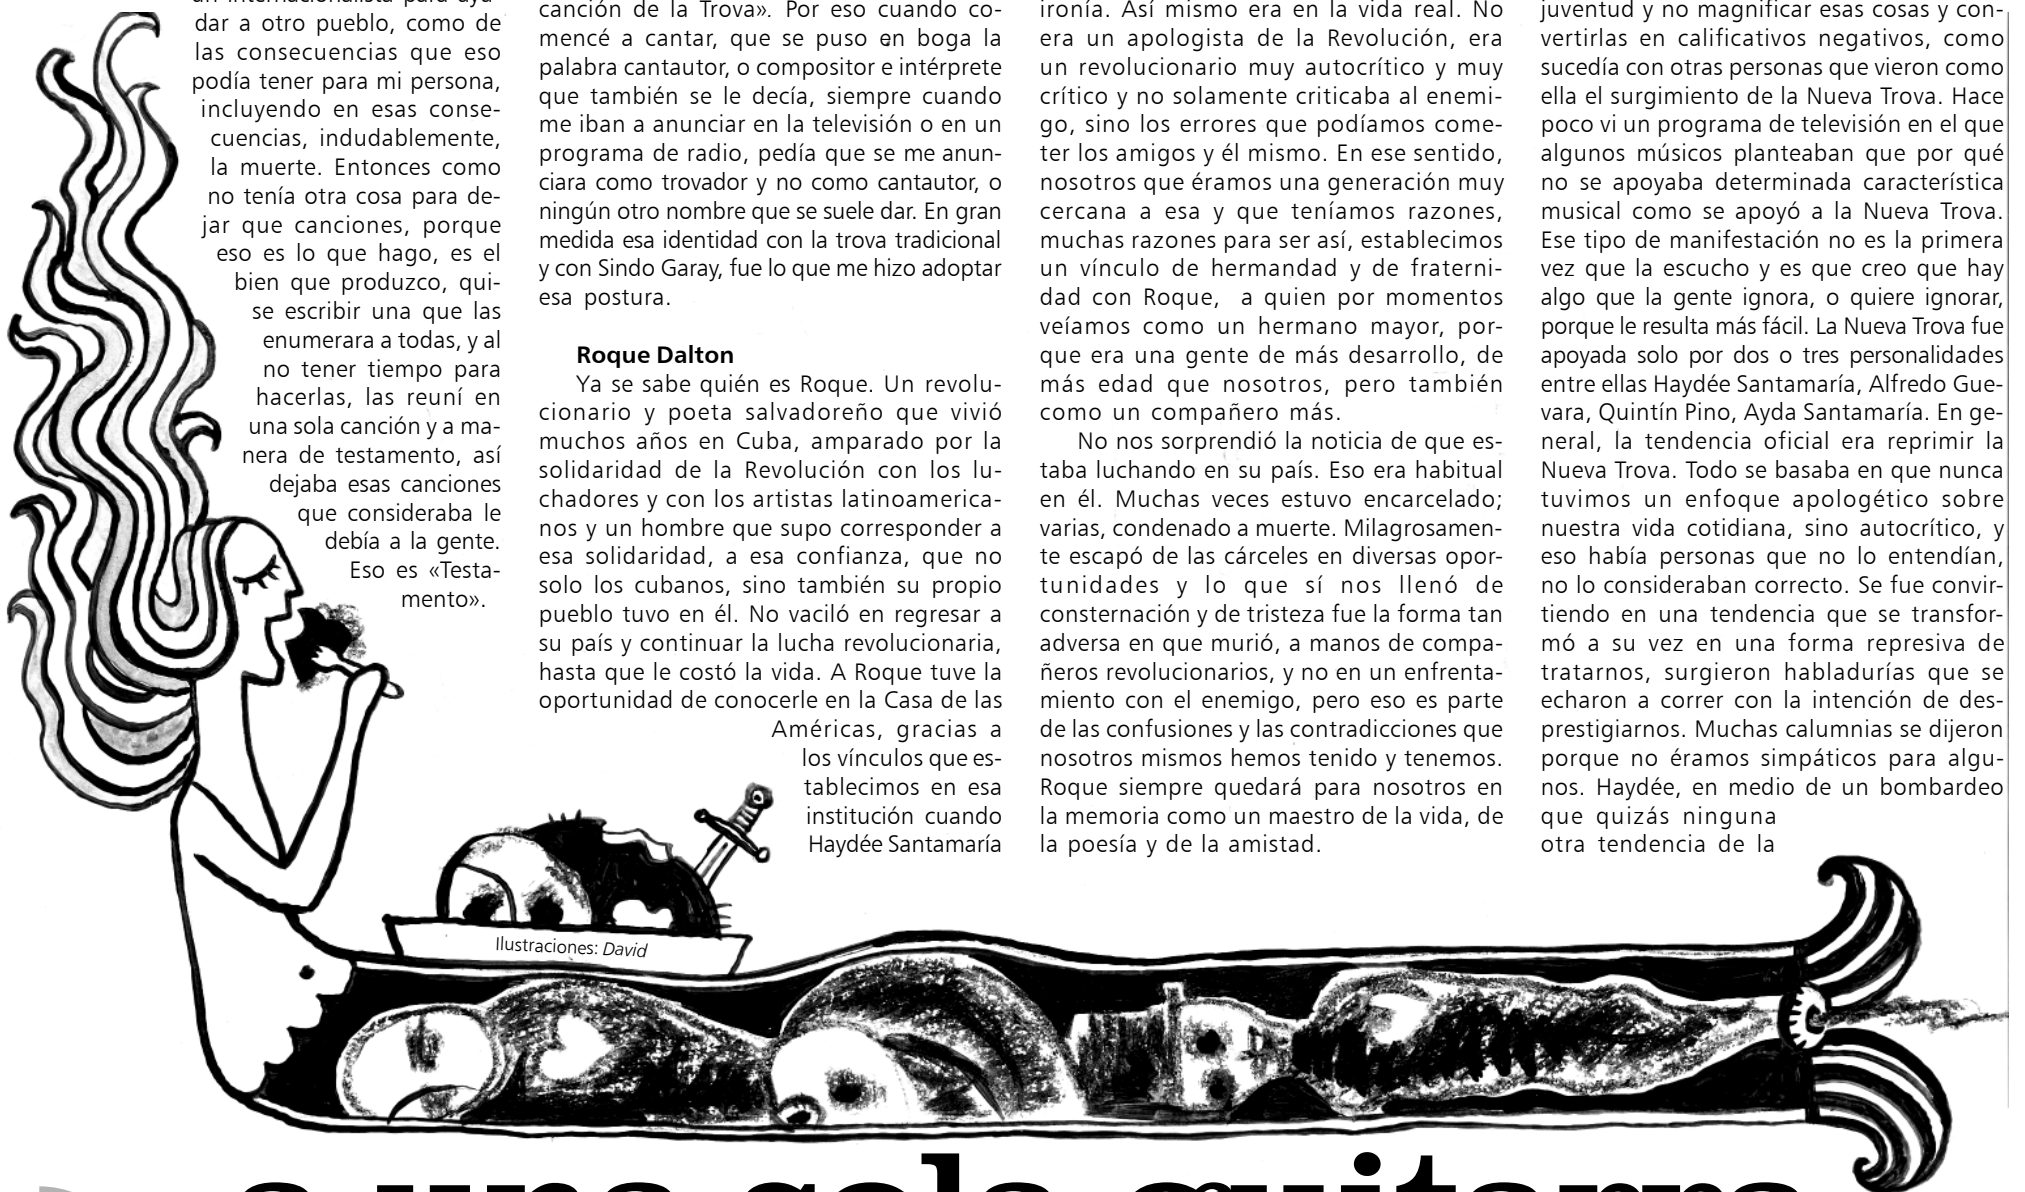 un internacionalista para ayu-
dar a otro pueblo, como de
las consecuencias que eso
podía tener para mi persona,
incluyendo en esas conse-
cuencias, indudablemente,
la muerte. Entonces como
no tenía otra cosa para de-
jar que canciones, porque
eso es lo que hago, es el
bien que produzco, qui-
se escribir una que las
enumerara a todas, y al
no tener tiempo para
hacerlas, las reuní en
una sola canción y a ma-
nera de testamento, así
dejaba esas canciones
que consideraba le
debía a la gente.
Eso es «Testa-
mento».
canción de la Trova». Por eso cuando co-
mencé a cantar, que se puso en boga la
palabra cantautor, o compositor e intérprete
que también se le decía, siempre cuando
me iban a anunciar en la televisión o en un
programa de radio, pedía que se me anun-
ciara como trovador y no como cantautor, o
ningún otro nombre que se suele dar. En gran
medida esa identidad con la trova tradicional
y con Sindo Garay, fue lo que me hizo adoptar
esa postura.
Roque Dalton
Ya se sabe quién es Roque. Un revolu-
cionario y poeta salvadoreño que vivió
muchos años en Cuba, amparado por la
solidaridad de la Revolución con los lu-
chadores y con los artistas latinoamerica-
nos y un hombre que supo corresponder a
esa solidaridad, a esa confianza, que no
solo los cubanos, sino también su propio
pueblo tuvo en él. No vaciló en regresar a
su país y continuar la lucha revolucionaria,
hasta que le costó la vida. A Roque tuve la
oportunidad de conocerle en la Casa de las
Américas, gracias a
los vínculos que es-
tablecimos en esa
institución cuando
Haydée Santamaría
ironía. Así mismo era en la vida real. No
era un apologista de la Revolución, era
un revolucionario muy autocrítico y muy
crítico y no solamente criticaba al enemi-
go, sino los errores que podíamos come-
ter los amigos y él mismo. En ese sentido,
nosotros que éramos una generación muy
cercana a esa y que teníamos razones,
muchas razones para ser así, establecimos
un vínculo de hermandad y de fraterni-
dad con Roque, a quien por momentos
veíamos como un hermano mayor, por-
que era una gente de más desarrollo, de
más edad que nosotros, pero también
como un compañero más.
No nos sorprendió la noticia de que es-
taba luchando en su país. Eso era habitual
en él. Muchas veces estuvo encarcelado;
varias, condenado a muerte. Milagrosamen-
te escapó de las cárceles en diversas opor-
tunidades y lo que sí nos llenó de
consternación y de tristeza fue la forma tan
adversa en que murió, a manos de compa-
ñeros revolucionarios, y no en un enfrenta-
miento con el enemigo, pero eso es parte
de las confusiones y las contradicciones que
nosotros mismos hemos tenido y tenemos.
Roque siempre quedará para nosotros en
la memoria como un maestro de la vida, de
la poesía y de la amistad.
juventud y no magnificar esas cosas y con-
vertirlas en calificativos negativos, como
sucedía con otras personas que vieron como
ella el surgimiento de la Nueva Trova. Hace
poco vi un programa de televisión en el que
algunos músicos planteaban que por qué
no se apoyaba determinada característica
musical como se apoyó a la Nueva Trova.
Ese tipo de manifestación no es la primera
vez que la escucho y es que creo que hay
algo que la gente ignora, o quiere ignorar,
porque le resulta más fácil. La Nueva Trova fue
apoyada solo por dos o tres personalidades
entre ellas Haydée Santamaría, Alfredo Gue-
vara, Quintín Pino, Ayda Santamaría. En ge-
neral, la tendencia oficial era reprimir la
Nueva Trova. Todo se basaba en que nunca
tuvimos un enfoque apologético sobre
nuestra vida cotidiana, sino autocrítico, y
eso había personas que no lo entendían,
no lo consideraban correcto. Se fue convir-
tiendo en una tendencia que se transfor-
mó a su vez en una forma represiva de
tratarnos, surgieron habladurías que se
echaron a correr con la intención de des-
prestigiarnos. Muchas calumnias se dijeron
porque no éramos simpáticos para algu-
nos. Haydée, en medio de un bombardeo
que quizás ninguna
otra tendencia de la
Ilustraciones: David
a una sola guitarra